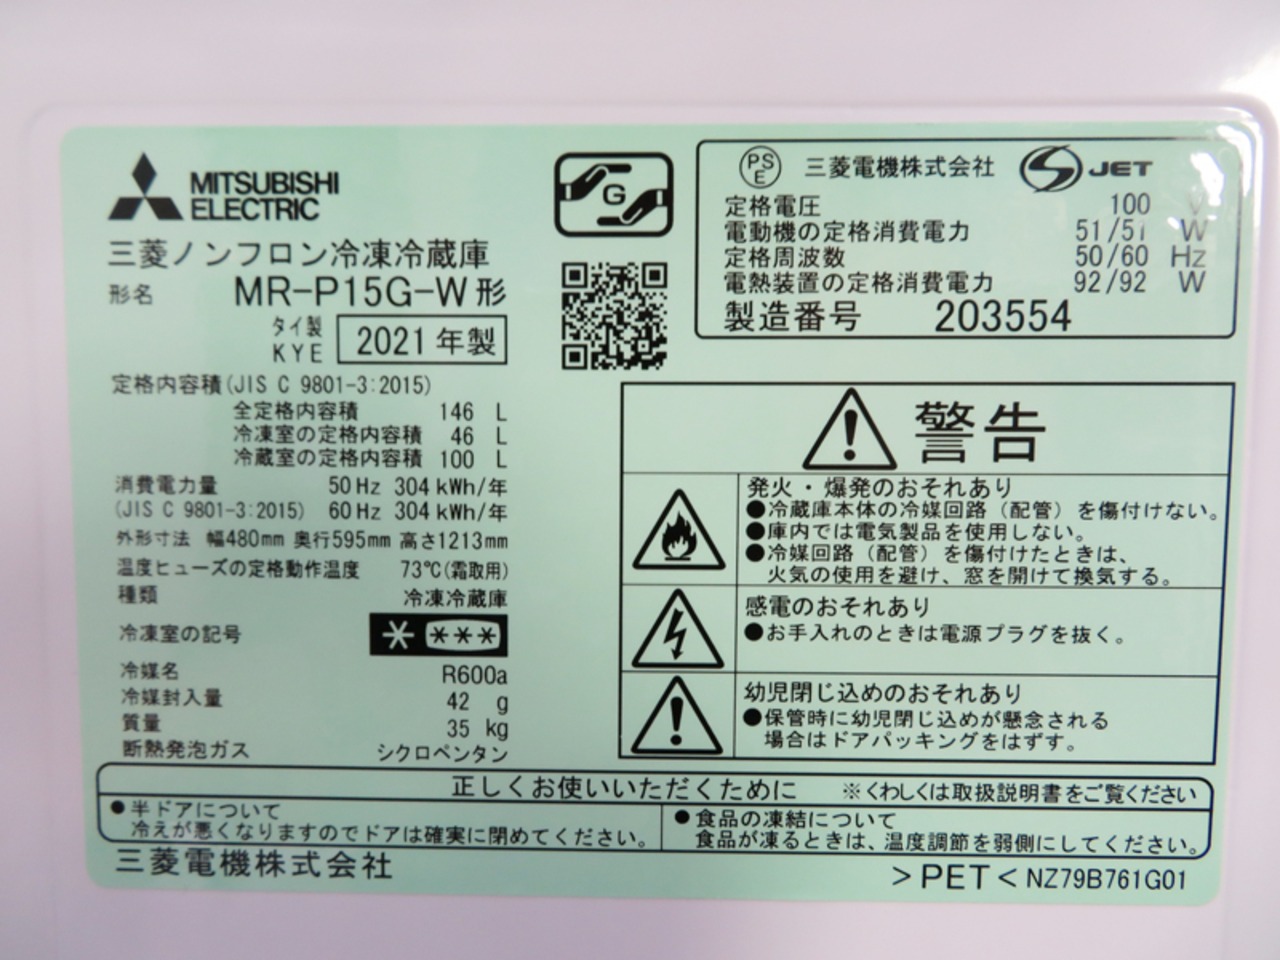 MITSUBISHI
ELECTRIC
三菱ノンフロン冷凍冷蔵庫
形名 MR-P15G-W形
タイ製
KYE 2021年製
定格内容積(JIS C 9801-3:2015)
全定格内容積 146 L
冷凍室の定格内容積 46 L
冷蔵室の定格内容積 100 L
消費電力量 50Hz 304kWh/年
(JIS C 9801-3:2015) 60Hz 304kWh/年
外形寸法 幅480mm 奥行595mm 高さ1213mm
温度ヒューズの定格動作温度 73℃(霜取用)
種類 冷凍冷蔵庫
冷凍室の記号
冷媒名 R600a
冷媒封入量 42 g
質量 35 kg
断熱発泡ガス シクロペンタン
G
PS
E 三菱電機株式会社 JET
定格電圧 100 V
電動機の定格消費電力 51/51 W
定格周波数 50/60 Hz
電熱装置の定格消費電力 92/92 W
製造番号 203554
警告
発火・爆発のおそれあり
●冷蔵庫本体の冷媒回路(配管)を傷付けない。
●庫内では電気製品を使用しない。
●冷媒回路(配管)を傷付けたときは、
火気の使用を避け、窓を開けて換気する。
感電のおそれあり
●お手入れのときは電源プラグを抜く。
幼児閉じ込めのおそれあり
●保管時に幼児閉じ込めが懸念される
場合はドアパッキングをはずす。
正しくお使いいただくために ※くわしくは取扱説明書をご覧ください
●半ドアについて
冷えが悪くなりますのでドアは確実に閉めてください。
●食品の凍結について
食品が凍るときは、温度調節を弱側にしてください。
三菱電機株式会社
>PET< NZ79B761G01